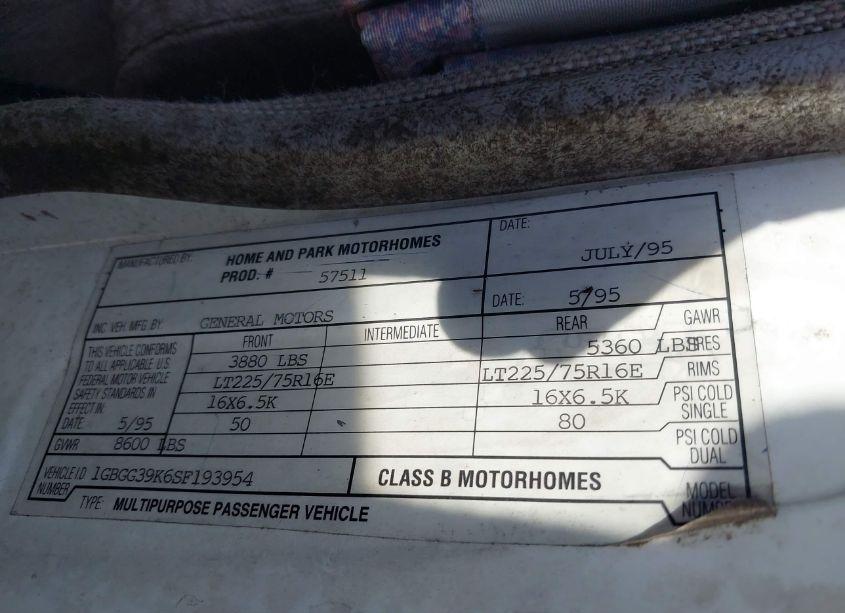 MANUFACTURED BY: HOME AND PARK MOTORHOMES
PROD. # 57511
DATE: JULY/95
INC. VEH. MFG. BY: GENERAL MOTORS
DATE: 5/95
THIS VEHICLE CONFORMS
TO ALL APPLICABLE U.S.
FEDERAL MOTOR VEHICLE
SAFETY STANDARDS IN
EFFECT IN:
DATE 5/95
FRONT INTERMEDIATE REAR GAWR
3880 LBS 5360 LBS TIRES
LT225/75R16E LT225/75R16E RIMS
16X6.5K 16X6.5K PSI COLD SINGLE
50 80 PSI COLD DUAL
GVWR 8600 LBS
VEHICLE I.D. NUMBER 1GBGG39K6SF193954
CLASS B MOTORHOMES
MODEL NUMBER
TYPE: MULTIPURPOSE PASSENGER VEHICLE